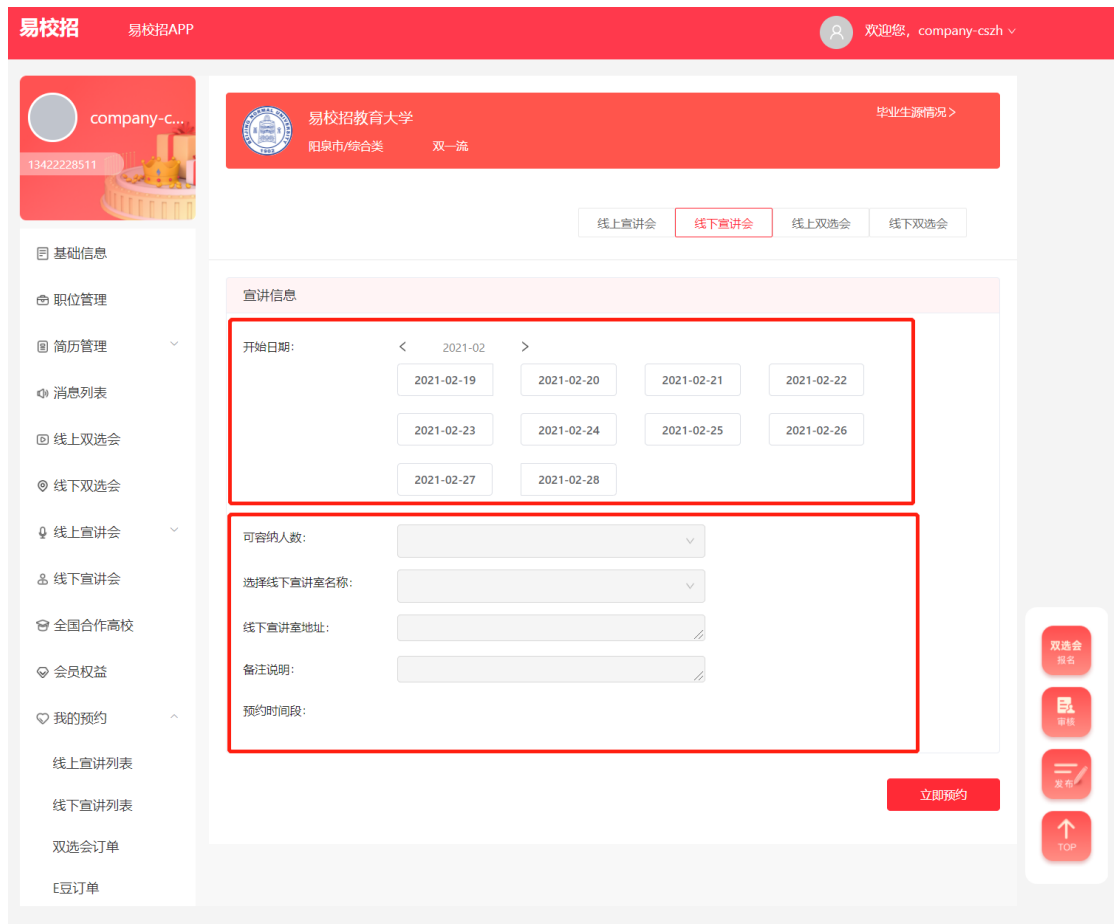 易校招
易校招APP
欢迎您，company-cszh
company-c...
13422228511
基础信息
职位管理
简历管理
消息列表
线上双选会
线下双选会
线上宣讲会
线下宣讲会
全国合作高校
会员权益
我的预约
线上宣讲列表
线下宣讲列表
双选会订单
E豆订单
易校招教育大学
毕业生源情况>
阳泉市/综合类 双一流
线上宣讲会 线下宣讲会 线上双选会 线下双选会
宣讲信息
开始日期: < 2021-02 >
2021-02-19 2021-02-20 2021-02-21 2021-02-22
2021-02-23 2021-02-24 2021-02-25 2021-02-26
2021-02-27 2021-02-28
可容纳人数:
选择线下宣讲室名称:
线下宣讲室地址:
备注说明:
预约时间段:
立即预约
双选会
报名
审核
发布
TOP